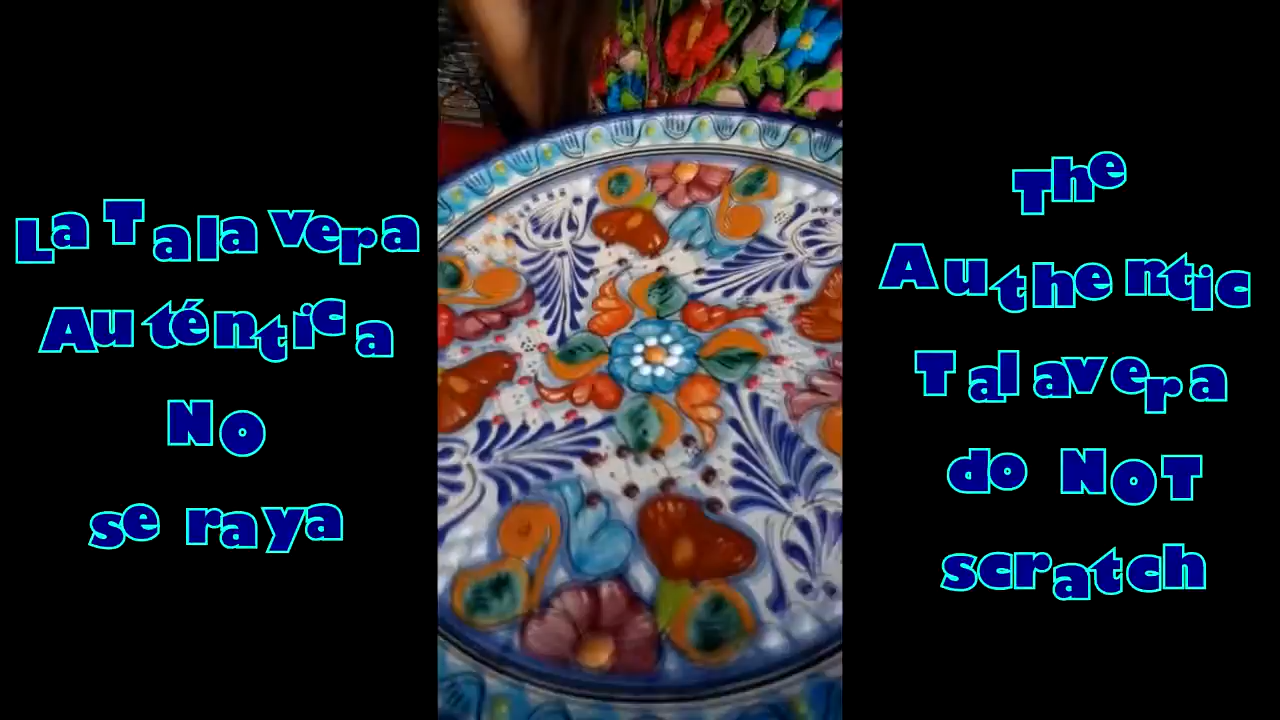 La Talavera
Auténtica
No
se raya
The
Authentic
Talavera
do NOT
scratch